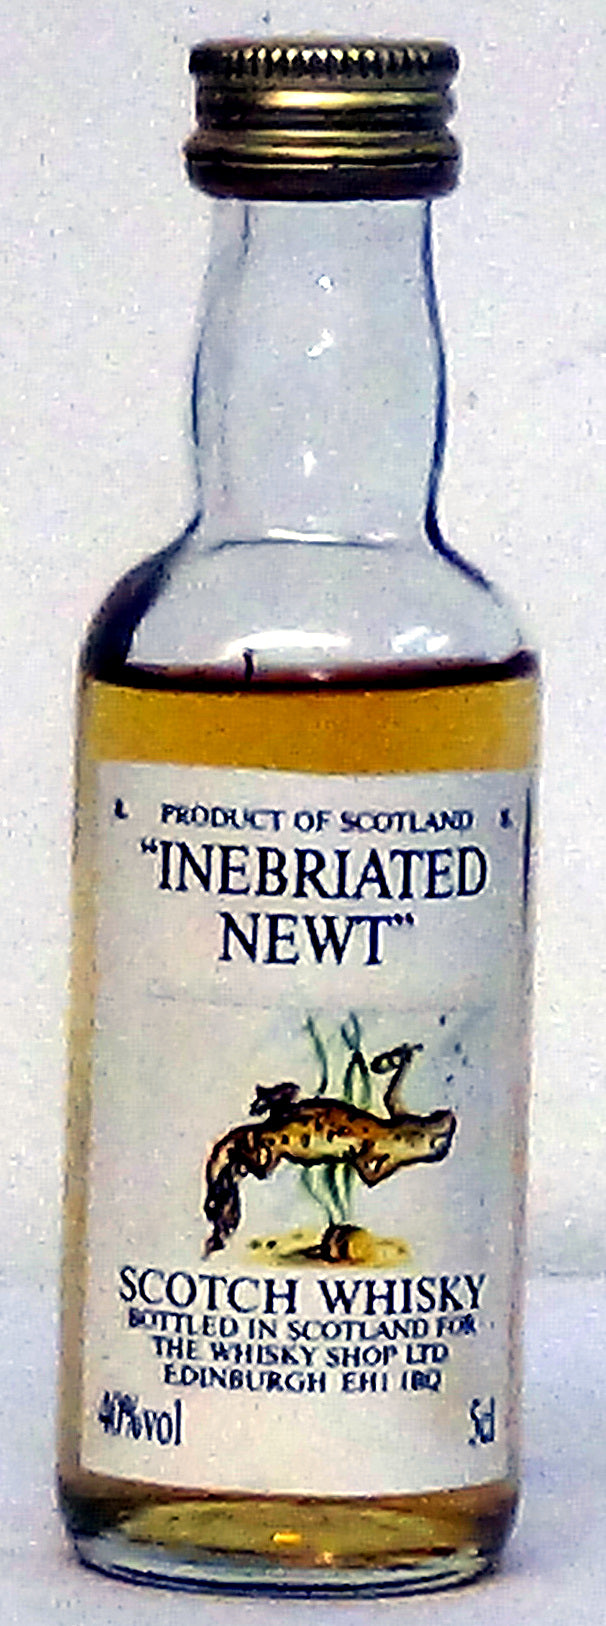 PRODUCT OF SCOTLAND
"INEBRIATED
NEWT"
SCOTCH WHISKY
BOTTLED IN SCOTLAND FOR
THE WHISKY SHOP LTD
EDINBURGH EH1 1BQ
40%vol 5cl